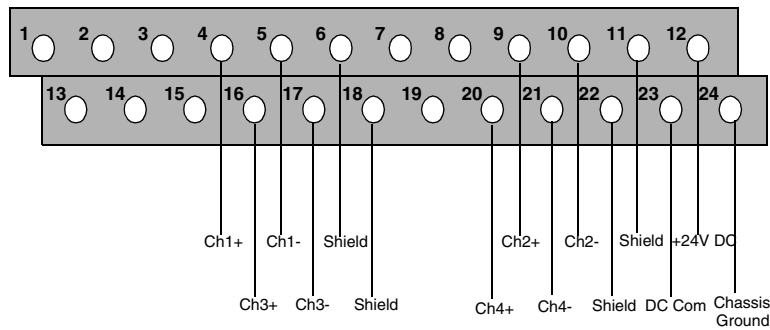 1 2 3 4 5 6 7 8 9 10 11 12
13 14 15 16 17 18 19 20 21 22 23 24
Ch1+ Ch1- Shield Ch2+ Ch2- Shield +24V DC
Ch3+ Ch3- Shield Ch4+ Ch4- Shield DC Com Chassis
Ground